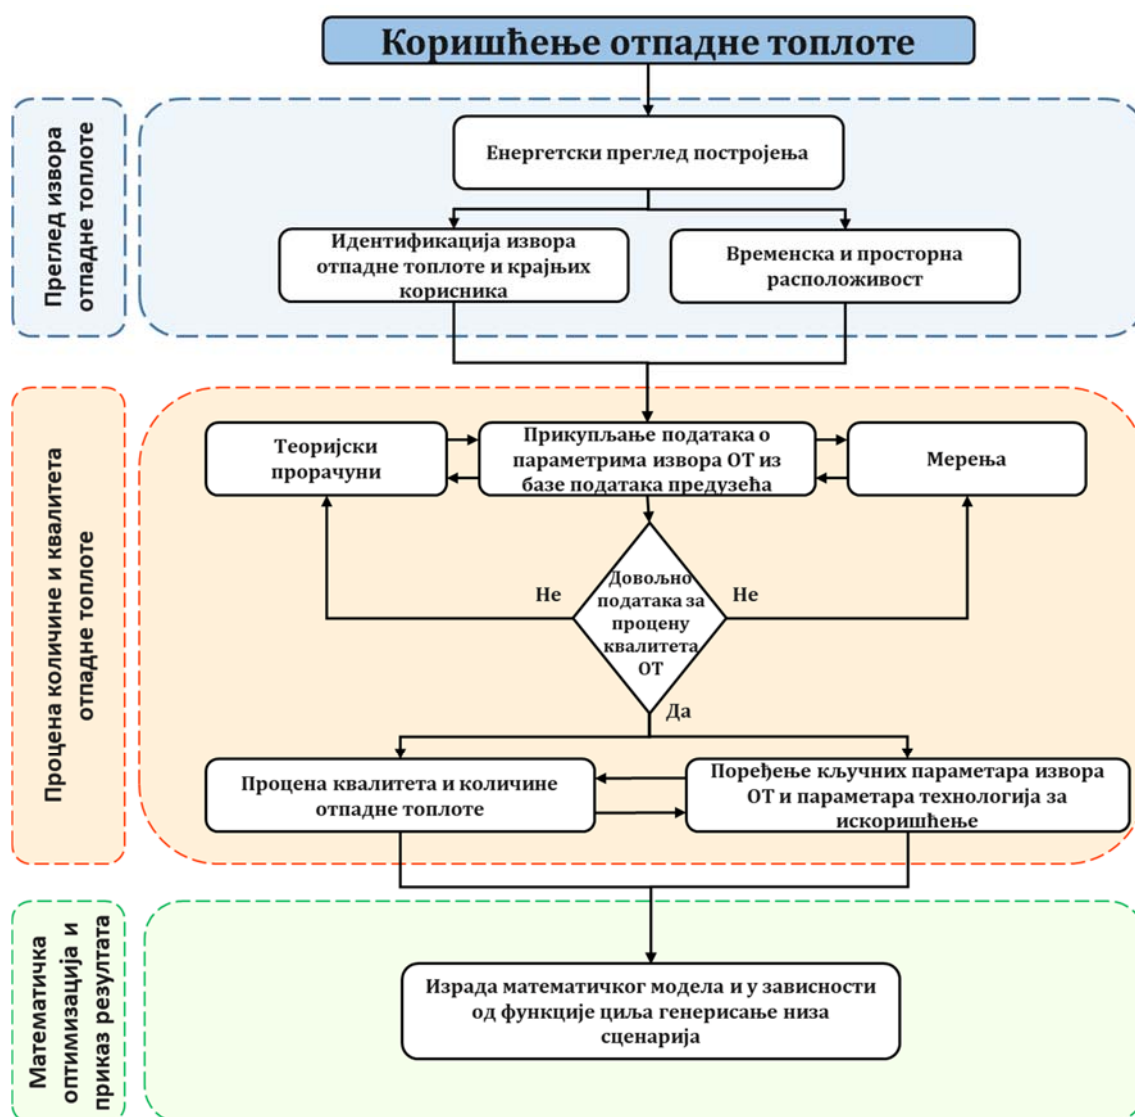 Коришћење отпадне топлоте
Преглед извора
отпадне топлоте
Енергетски преглед постројења
Идентификација извора
отпадне топлоте и крајњих
корисника
Временска и просторна
расположивост
Процена количине и квалитета
отпадне топлоте
Теоријски
прорачуни
Прикупљање података о
параметрима извора ОТ из
базе података предузећа
Мерења
Не
Довољно
података за
процену
квалитета
ОТ
Не
Да
Процена квалитета и количине
отпадне топлоте
Поређење кључних параметара извора
ОТ и параметара технологија за
искоришћење
Математичка
оптимизација и
приказ резултата
Израда математичког модела и у зависности
од функције циља генерисање низа
сценарија